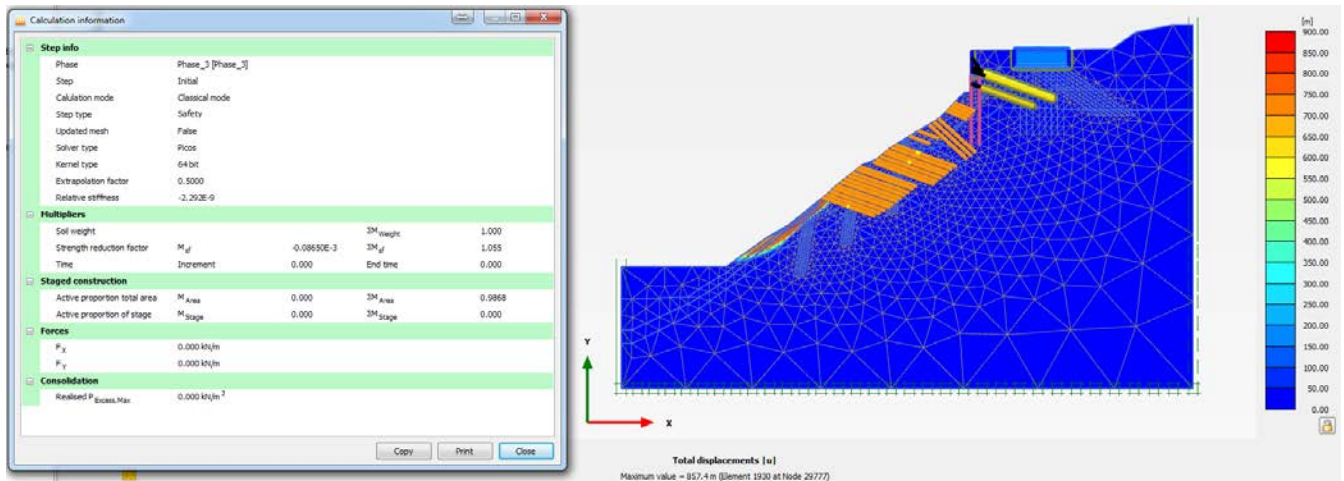 Calculation information
Step info
Phase Phase_3 [Phase_3]
Step Initial
Calulation mode Classical mode
Step type Safety
Updated mesh False
Solver type Picos
Kernel type 64 bit
Extrapolation factor 0.5000
Relative stiffness -2.292E-9
Multipliers
Soil weight ΣM Weight 1.000
Strength reduction factor M sf -0.08650E-3 ΣM sf 1.055
Time Increment 0.000 End time 0.000
Staged construction
Active proportion total area M Area 0.000 ΣM Area 0.9868
Active proportion of stage M Stage 0.000 ΣM Stage 0.000
Forces
F X 0.000 kN/m
F Y 0.000 kN/m
Consolidation
Realised P Excess,Max 0.000 kN/m 2
Copy Print Close
[m]
900.00
850.00
800.00
750.00
700.00
650.00
600.00
550.00
500.00
450.00
400.00
350.00
300.00
250.00
200.00
150.00
100.00
50.00
0.00
Y
X
Total displacements |u|
Maximum value = 857.4 m (Element 1930 at Node 29777)